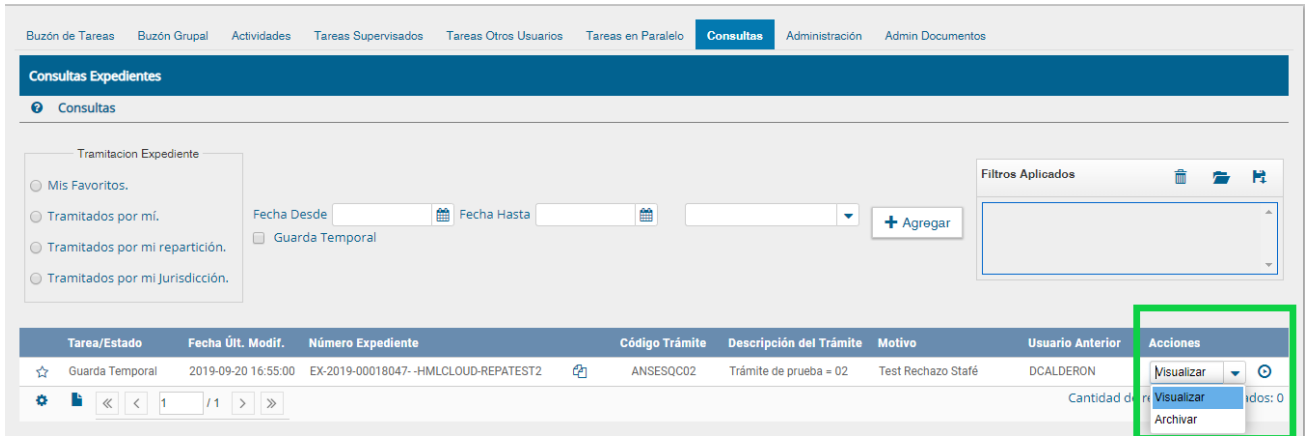 Buzón de Tareas Buzón Grupal Actividades Tareas Supervisados Tareas Otros Usuarios Tareas en Paralelo Consultas Administración Admin Documentos
Consultas Expedientes
Consultas
Tramitacion Expediente
Mis Favoritos.
Tramitados por mí.
Tramitados por mi repartición.
Tramitados por mi Jurisdicción.
Fecha Desde Fecha Hasta
Guarda Temporal
+ Agregar
Filtros Aplicados
Tarea/Estado Fecha Últ. Modif. Número Expediente Código Trámite Descripción del Trámite Motivo Usuario Anterior Acciones
Guarda Temporal 2019-09-20 16:55:00 EX-2019-00018047- -HMLCLOUD-REPATEST2 ANSESQC02 Trámite de prueba = 02 Test Rechazo Stafé DCALDERON Visualizar
1 / 1 Cantidad ados: 0
Visualizar
Archivar